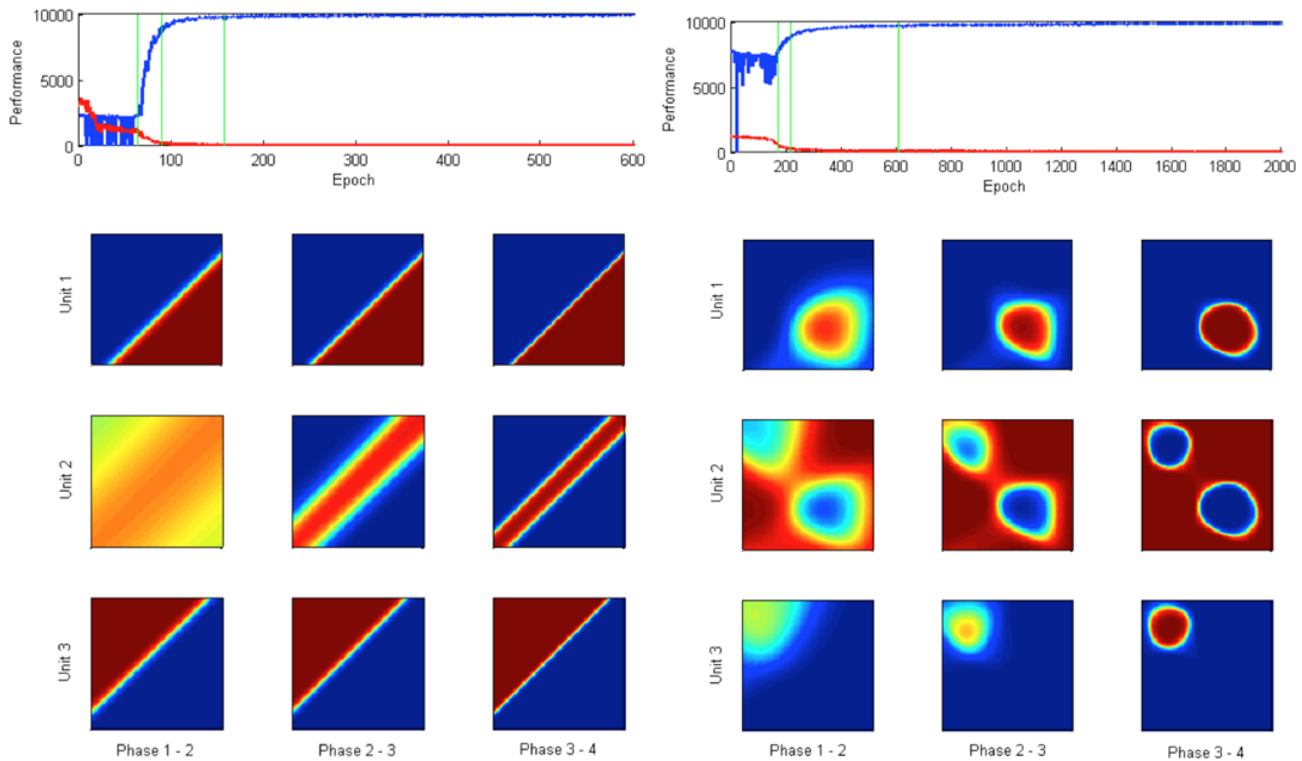 10000
5000
0
Performance
0
100
200
300
400
500
600
Epoch
Unit 1
Unit 2
Unit 3
Phase 1 - 2
Phase 2 - 3
Phase 3 - 4
10000
5000
0
Performance
0
200
400
600
800
1000
1200
1400
1600
1800
2000
Epoch
Unit 1
Unit 2
Unit 3
Phase 1 - 2
Phase 2 - 3
Phase 3 - 4